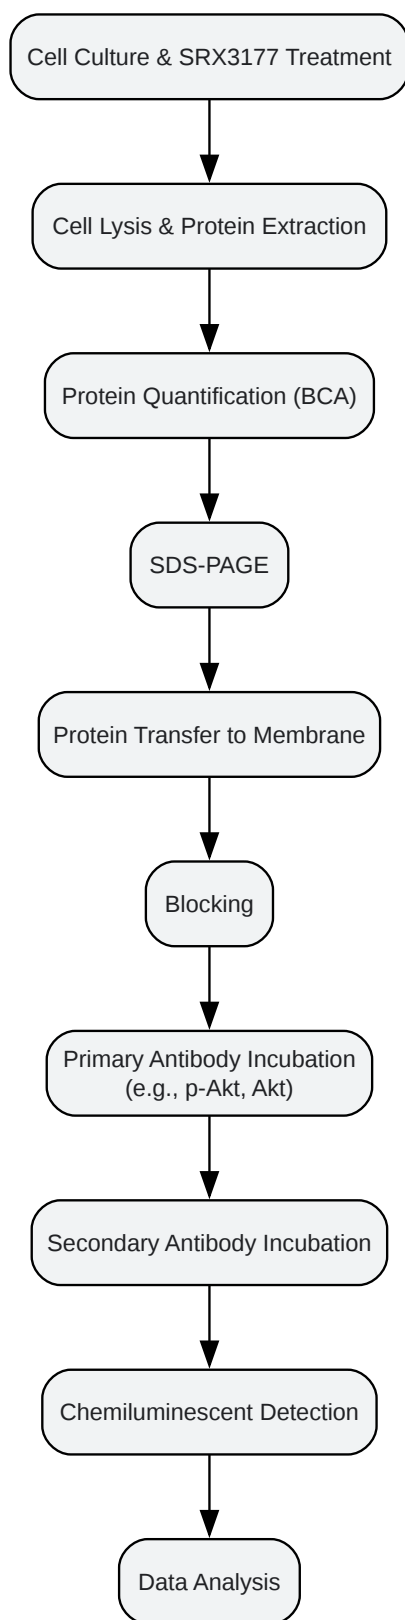 Cell Culture & SRX3177 Treatment
Cell Lysis & Protein Extraction
Protein Quantification (BCA)
SDS-PAGE
Protein Transfer to Membrane
Blocking
Primary Antibody Incubation
(e.g., p-Akt, Akt)
Secondary Antibody Incubation
Chemiluminescent Detection
Data Analysis